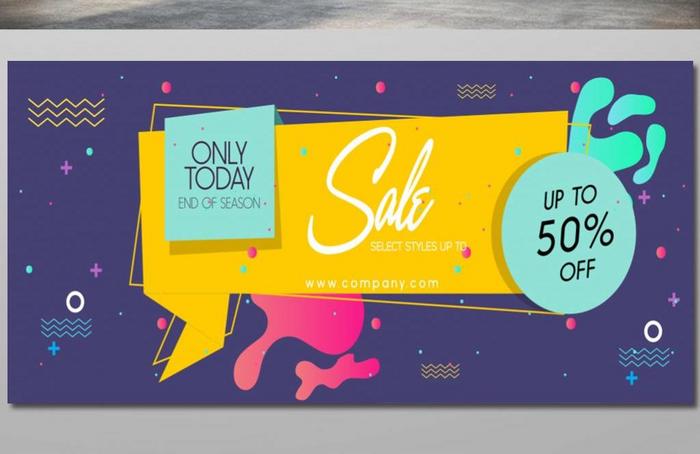 ONLY
TODAY
END OF SEASON
Sale
SELECT STYLES UP TO
www.company.com
UP TO
50%
OFF